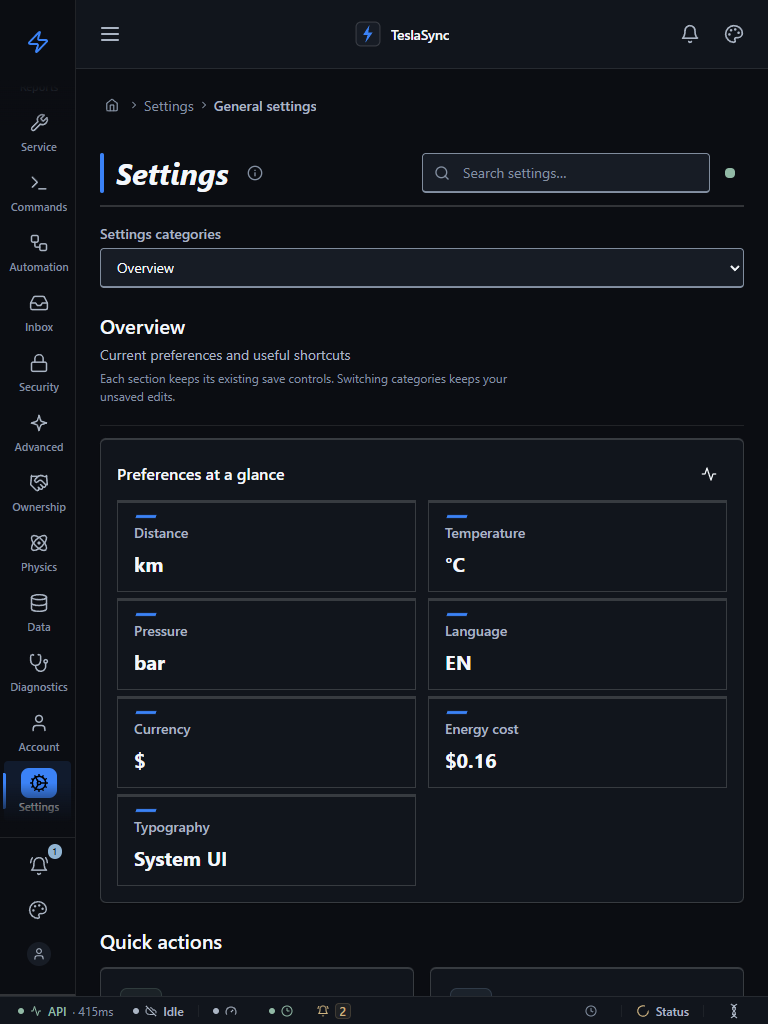 TeslaSync
Reports
Service
Commands
Automation
Inbox
Security
Advanced
Ownership
Physics
Data
Diagnostics
Account
Settings
1
Settings
General settings
Settings
Search settings...
Settings categories
Overview
Overview
Current preferences and useful shortcuts
Each section keeps its existing save controls. Switching categories keeps your
unsaved edits.
Preferences at a glance
Distance
km
Temperature
°C
Pressure
bar
Language
EN
Currency
$
Energy cost
$0.16
Typography
System UI
Quick actions
API · 415ms
Idle
2
Status